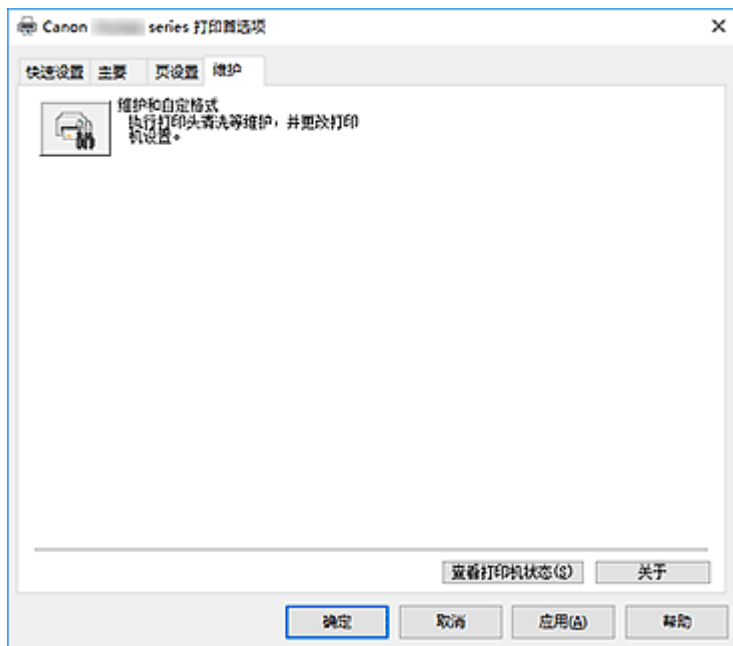 Canon series 打印首选项
快速设置 主要 页设置 维护
维护和自定格式
执行打印头清洗等维护，并更改打印
机设置。
查看打印机状态(S) 关于
确定 取消 应用(A) 帮助